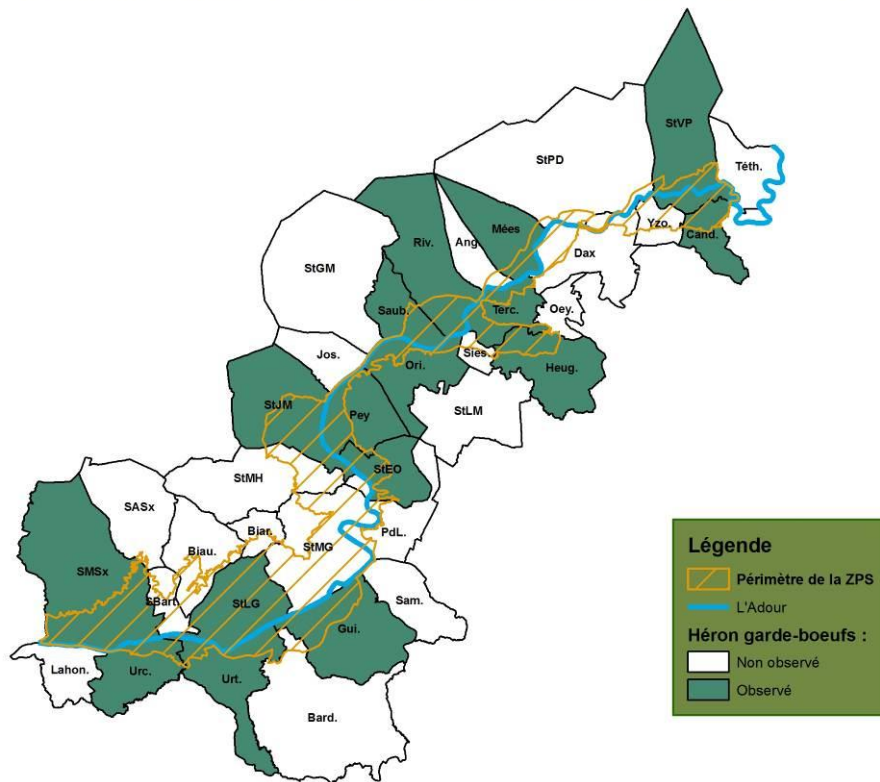 StVP
StPD
Téth.
Mées
Yzo.
Riv.
Ang
Cand.
Dax
StGM
Saub.
Terc.
Oey.
Jos.
Sies.
Ori.
Heug.
StJM
Pey
StLM
StEO
StMH
SASx
Biar.
PdL.
Biau.
StMG
SMSx
SBart
StLG
Sam.
Gui.
Lahon.
Urc.
Urt.
Bard.
Légende
Périmètre de la ZPS
L'Adour
Héron garde-boeufs :
Non observé
Observé